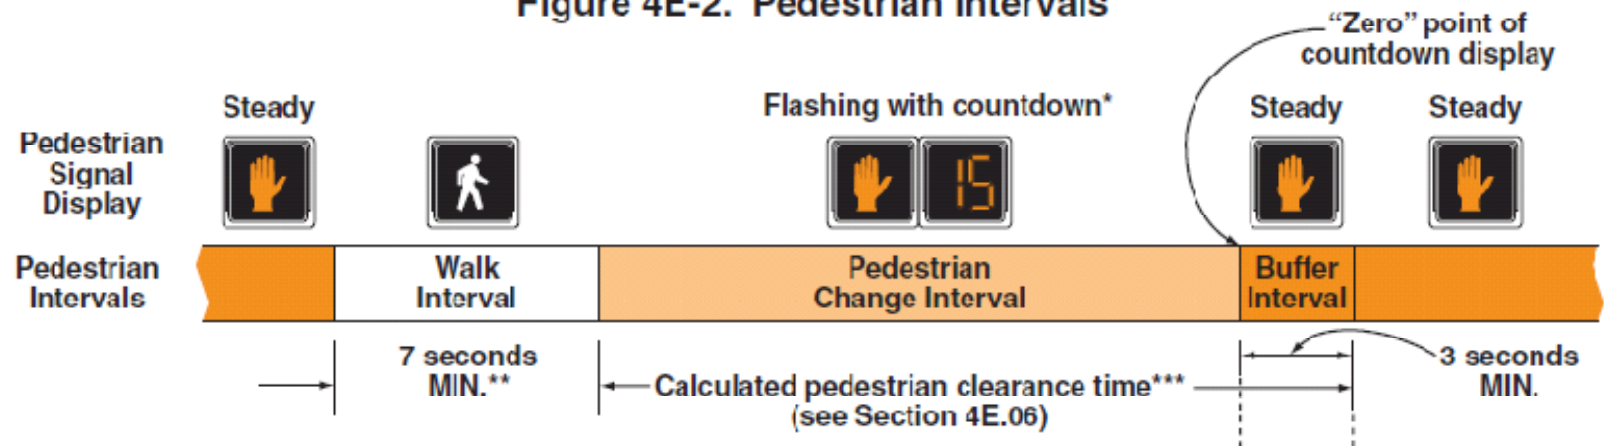 Figure 4E-2. Pedestrian Intervals
"Zero" point of
countdown display
Steady
Flashing with countdown*
Steady
Steady
Pedestrian
Signal
Display
15
Pedestrian
Intervals
Walk
Interval
Pedestrian
Change Interval
Buffer
Interval
7 seconds
MIN.**
Calculated pedestrian clearance time***
(see Section 4E.06)
3 seconds
MIN.